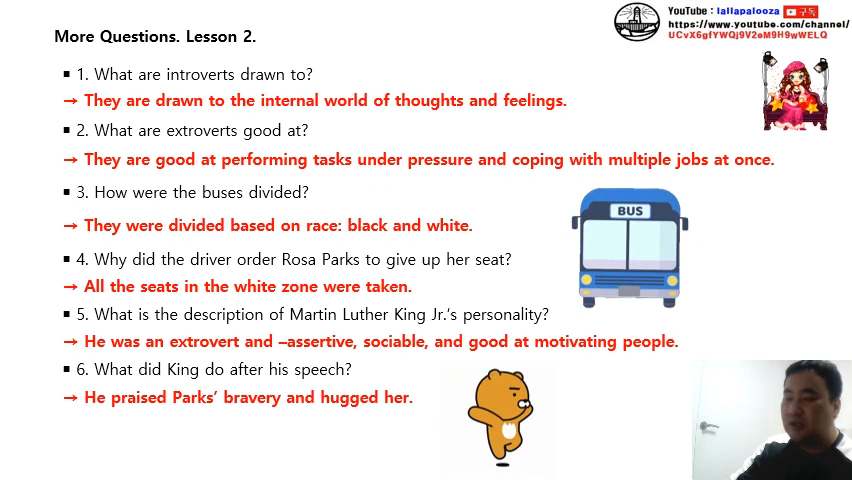 YouTube : lallapalooza 구독
https://www.youtube.com/channel/
UCvX6gfYWQj9V2eM9H9wWELQ
More Questions. Lesson 2.
▪ 1. What are introverts drawn to?
→ They are drawn to the internal world of thoughts and feelings.
▪ 2. What are extroverts good at?
→ They are good at performing tasks under pressure and coping with multiple jobs at once.
▪ 3. How were the buses divided?
→ They were divided based on race: black and white.
▪ 4. Why did the driver order Rosa Parks to give up her seat?
→ All the seats in the white zone were taken.
▪ 5. What is the description of Martin Luther King Jr.‘s personality?
→ He was an extrovert and –assertive, sociable, and good at motivating people.
▪ 6. What did King do after his speech?
→ He praised Parks’ bravery and hugged her.
BUS